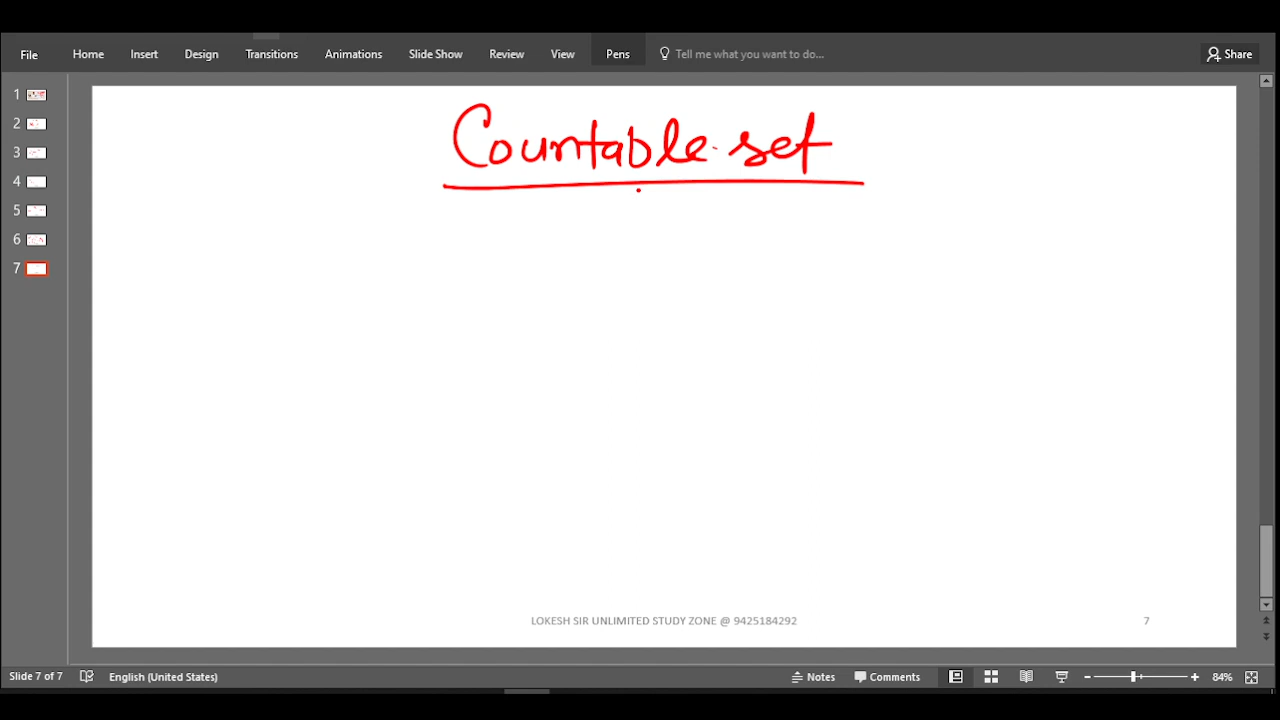 File Home Insert Design Transitions Animations Slide Show Review View Pens Tell me what you want to do... Share
1
2
3
4
5
6
7
Countable set
LOKESH SIR UNLIMITED STUDY ZONE @ 9425184292 7
Slide 7 of 7 English (United States) Notes Comments 84%